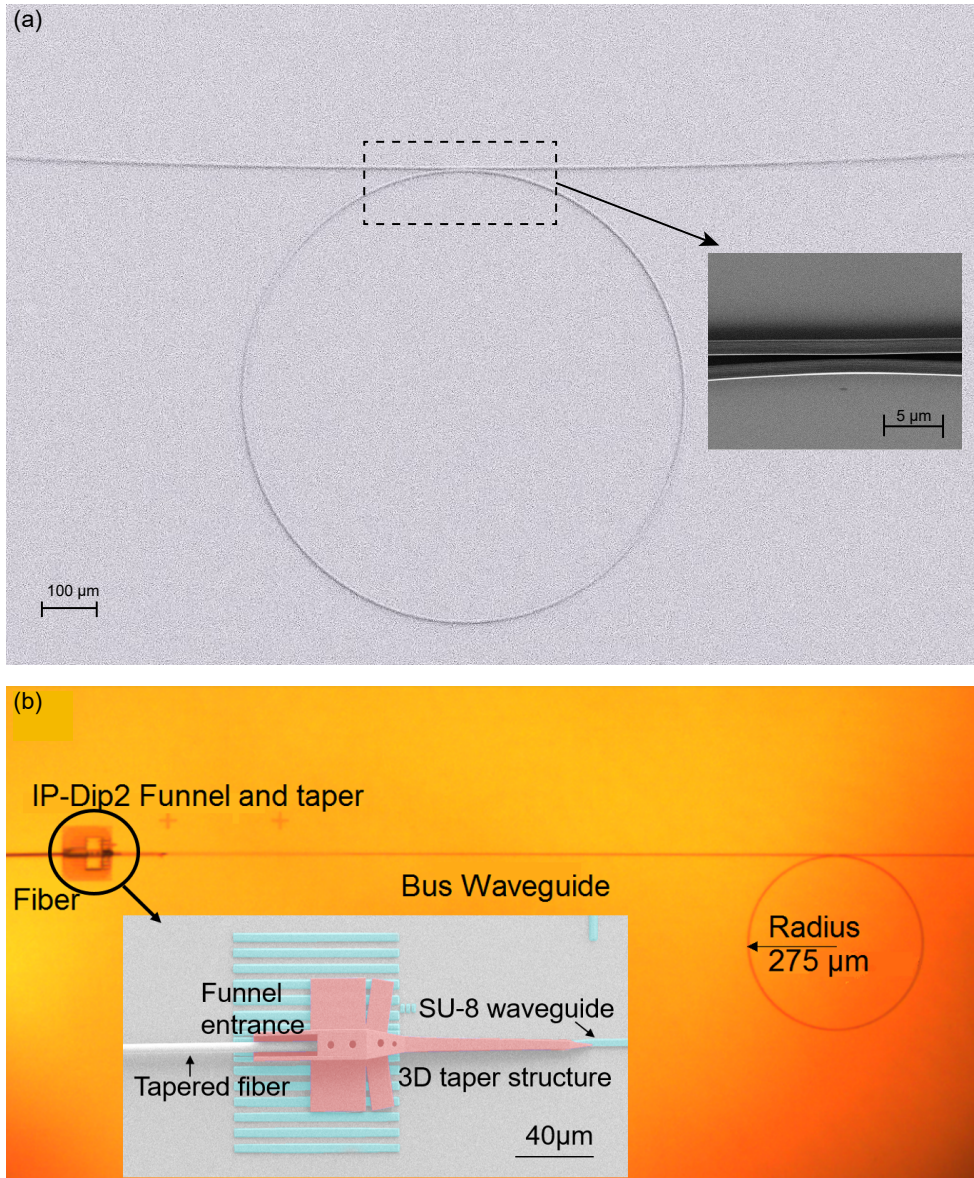 (a)
5 µm
100 µm
(b)
IP-Dip2 Funnel and taper
Fiber
Bus Waveguide
Radius
275 µm
Funnel
entrance
SU-8 waveguide
Tapered fiber
3D taper structure
40µm